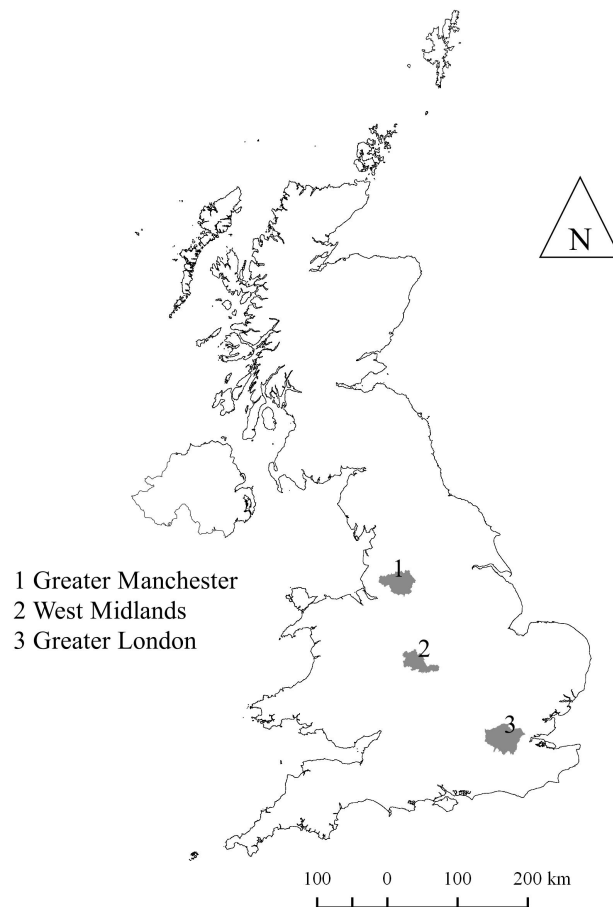 N
1
1 Greater Manchester
2 West Midlands
3 Greater London
2
3
100 0 100 200 km